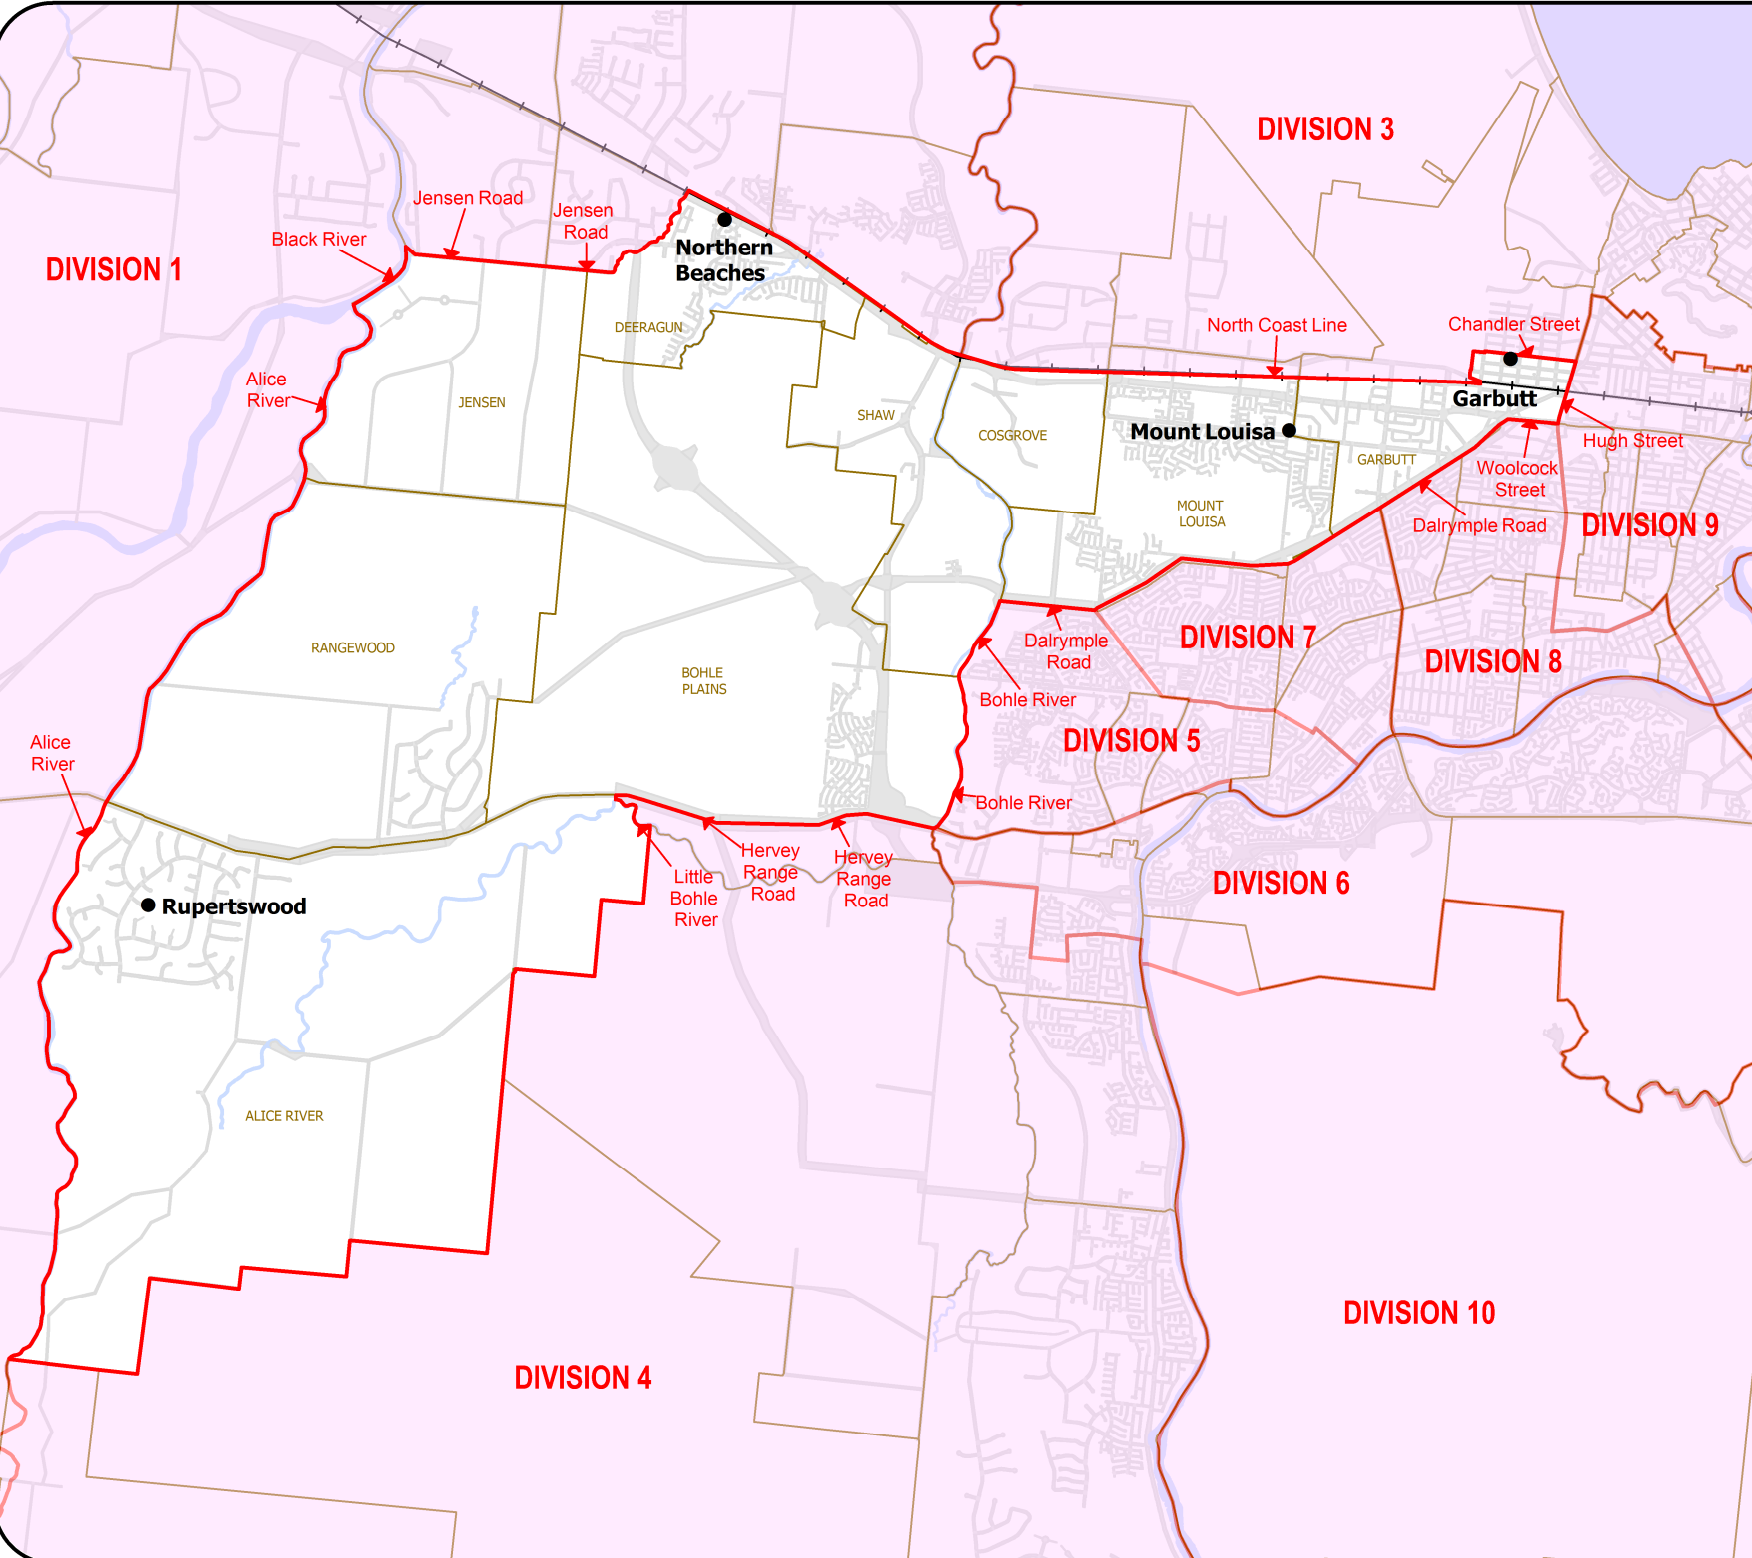 DIVISION 3
Jensen Road
Jensen
Road
Black River
DIVISION 1
Northern
Beaches
DEERAGUN
North Coast Line
Chandler Street
Alice
River
JENSEN
SHAW
COSGROVE
Mount Louisa
Garbutt
GARBUTT
Hugh Street
Woolcock
Street
MOUNT
LOUISA
Dalrymple Road
DIVISION 9
RANGEWOOD
BOHLE
PLAINS
Dalrymple
Road
DIVISION 7
DIVISION 8
Bohle River
DIVISION 5
Alice
River
Bohle River
Hervey
Range
Road
Hervey
Range
Road
Little
Bohle
River
DIVISION 6
Rupertswood
ALICE RIVER
DIVISION 10
DIVISION 4